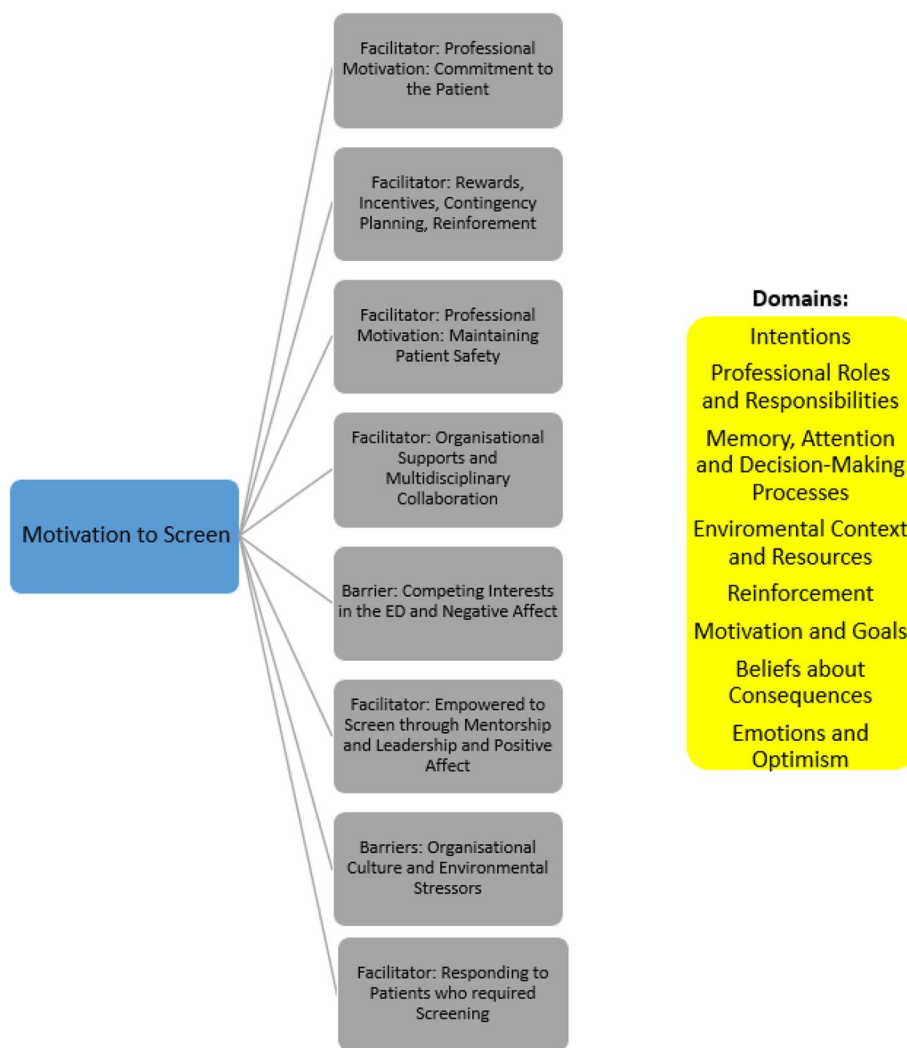 Facilitator: Professional
Motivation: Commitment to
the Patient
Facilitator: Rewards,
Incentives, Contingency
Planning, Reinforement
Facilitator: Professional
Motivation: Maintaining
Patient Safety
Facilitator: Organisational
Supports and
Multidisciplinary
Collaboration
Motivation to Screen
Barrier: Competing Interests
in the ED and Negative Affect
Facilitator: Empowered to
Screen through Mentorship
and Leadership and Positive
Affect
Barriers: Organisational
Culture and Environmental
Stressors
Facilitator: Responding to
Patients who required
Screening
Domains:
Intentions
Professional Roles
and Responsibilities
Memory, Attention
and Decision-Making
Processes
Enviromental Context
and Resources
Reinforcement
Motivation and Goals
Beliefs about
Consequences
Emotions and
Optimism